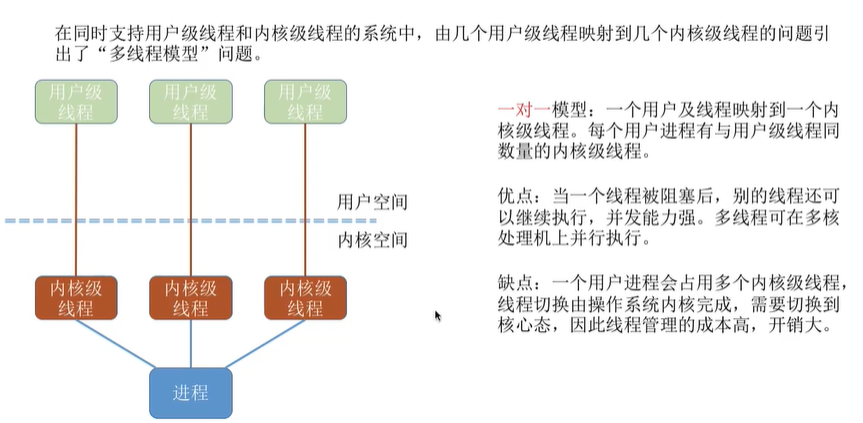 在同时支持用户级线程和内核级线程的系统中，由几个用户级线程映射到几个内核级线程的问题引
出了“多线程模型”问题。
用户级
线程
用户级
线程
用户级
线程
用户空间
内核空间
内核级
线程
内核级
线程
内核级
线程
进程
一对一模型：一个用户及线程映射到一个内
核级线程。每个用户进程有与用户级线程同
数量的内核级线程。
优点：当一个线程被阻塞后，别的线程还可
以继续执行，并发能力强。多线程可在多核
处理机上并行执行。
缺点：一个用户进程会占用多个内核级线程，
线程切换由操作系统内核完成，需要切换到
核心态，因此线程管理的成本高，开销大。